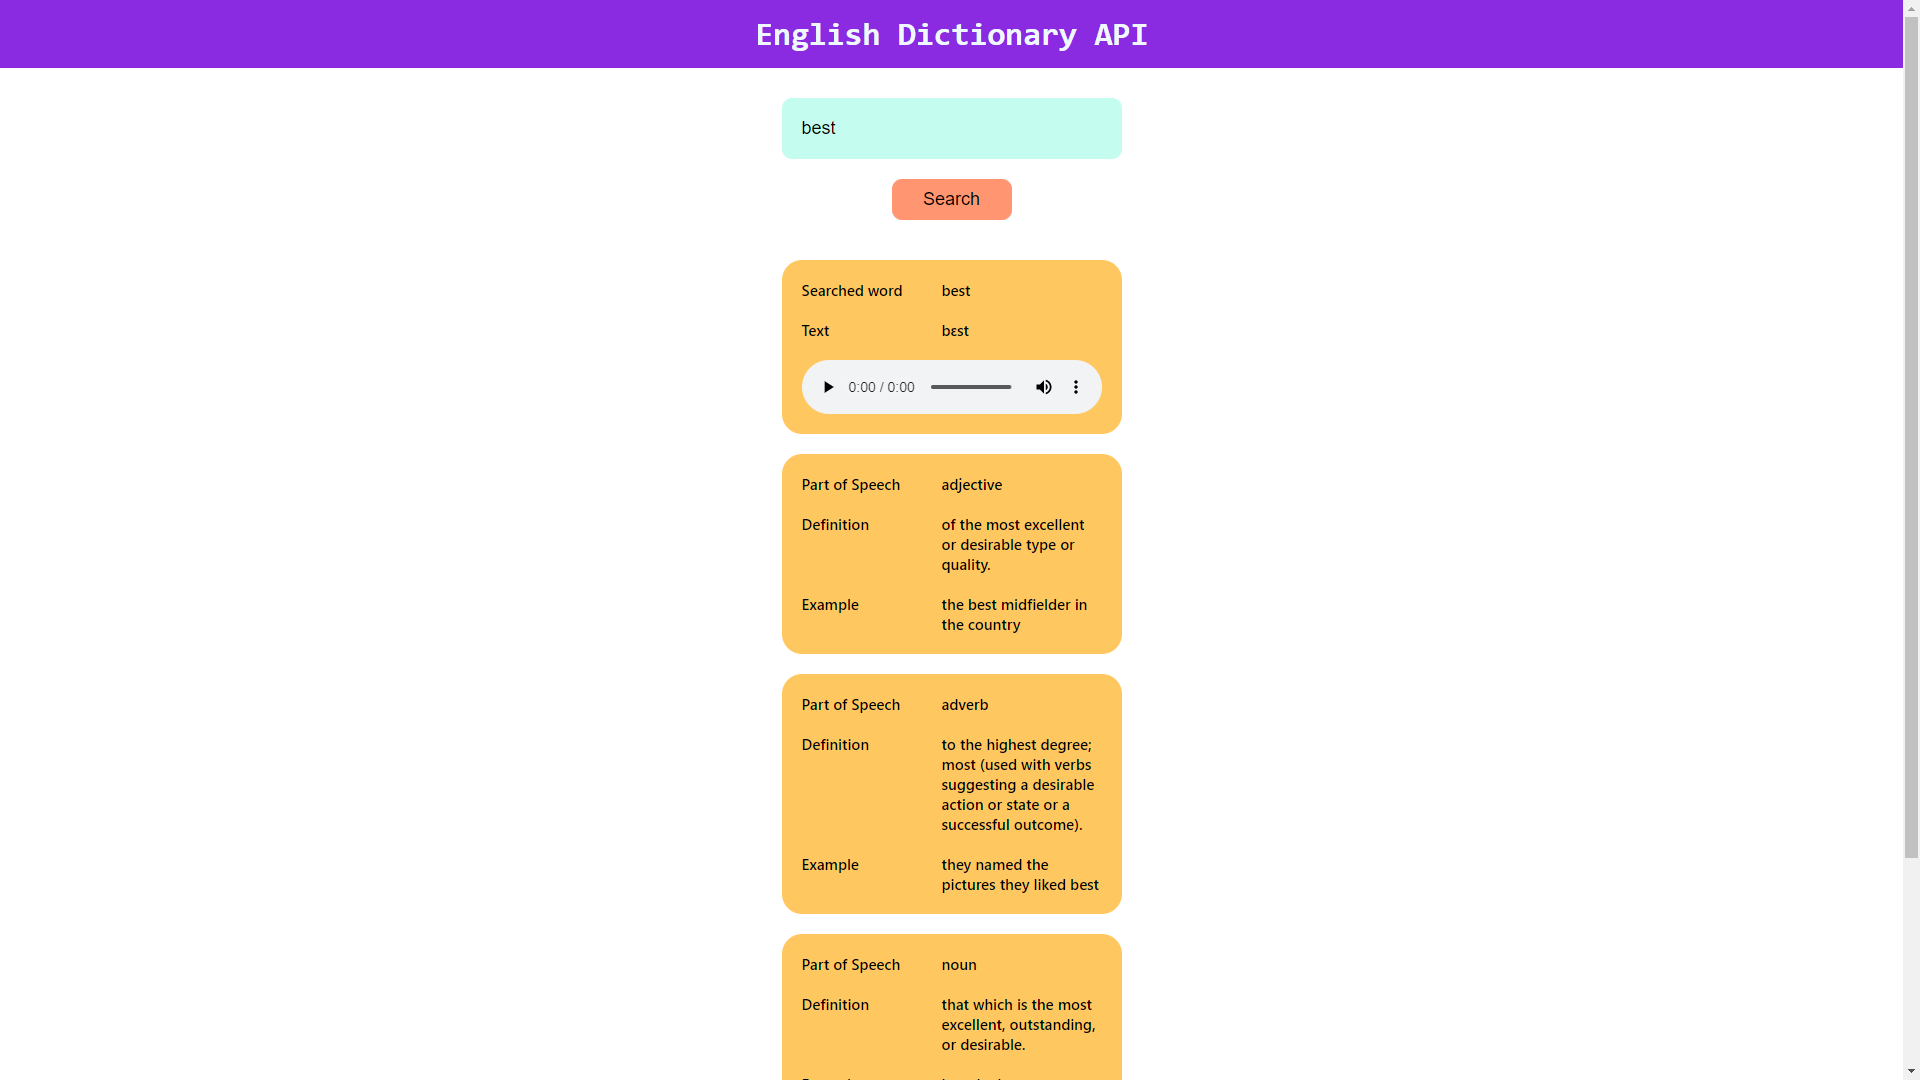 English Dictionary API
best
Search
Searched word best
Text bɛst
0:00 / 0:00
Part of Speech adjective
Definition of the most excellent
or desirable type or
quality.
Example the best midfielder in
the country
Part of Speech adverb
Definition to the highest degree;
most (used with verbs
suggesting a desirable
action or state or a
successful outcome).
Example they named the
pictures they liked best
Part of Speech noun
Definition that which is the most
excellent, outstanding,
or desirable.